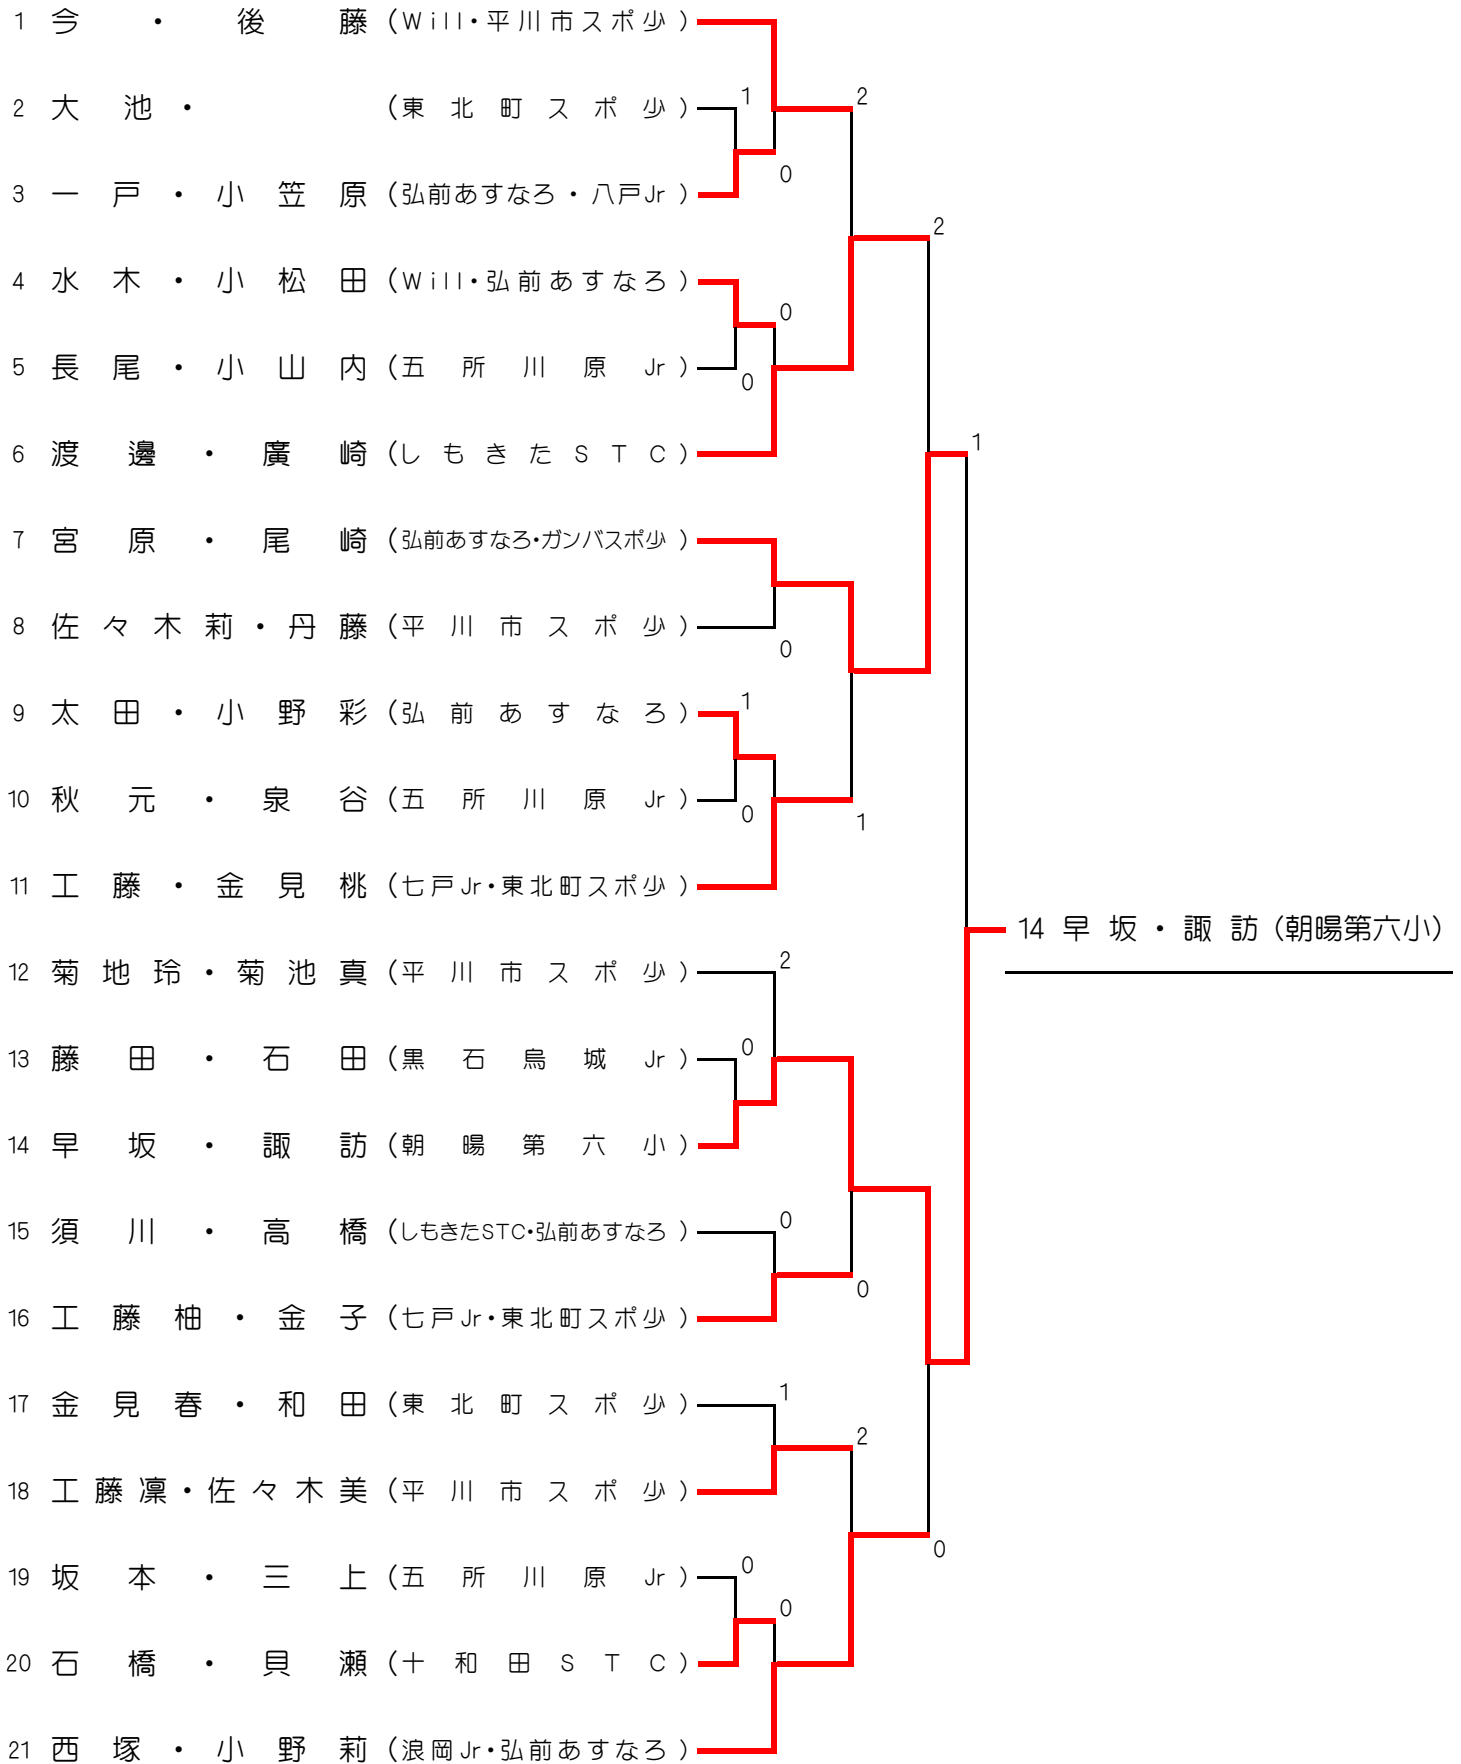 1 今・後藤 (Will・平川市スポ少)
2
1 2 大池・ (東北町スポ少)
0
3 一戸・小笠原 (弘前あすなろ・八戸Jr)
2
4 水木・小松田 (Will・弘前あすなろ)
0
5 長尾・小山内 (五所川原Jr)
0
1
6 渡邊・廣崎 (しもきたSTC)
7 宮原・尾崎 (弘前あすなろ・ガンバスポ少)
8 佐々木莉・丹藤 (平川市スポ少)
0
1
9 太田・小野彩 (弘前あすなろ)
10 秋元・泉谷 (五所川原Jr)
0
1
11 工藤・金見桃 (七戸Jr・東北町スポ少)
14 早坂・諏訪 (朝暘第六小)
2
12 菊地玲・菊池真 (平川市スポ少)
0
13 藤田・石田 (黒石烏城Jr)
14 早坂・諏訪 (朝暘第六小)
0
15 須川・高橋 (しもきたSTC・弘前あすなろ)
0
16 工藤柚・金子 (七戸Jr・東北町スポ少)
1
17 金見春・和田 (東北町スポ少)
2
18 工藤凜・佐々木美 (平川市スポ少)
0
0
19 坂本・三上 (五所川原Jr)
0
20 石橋・貝瀬 (十和田STC)
21 西塚・小野莉 (浪岡Jr・弘前あすなろ)